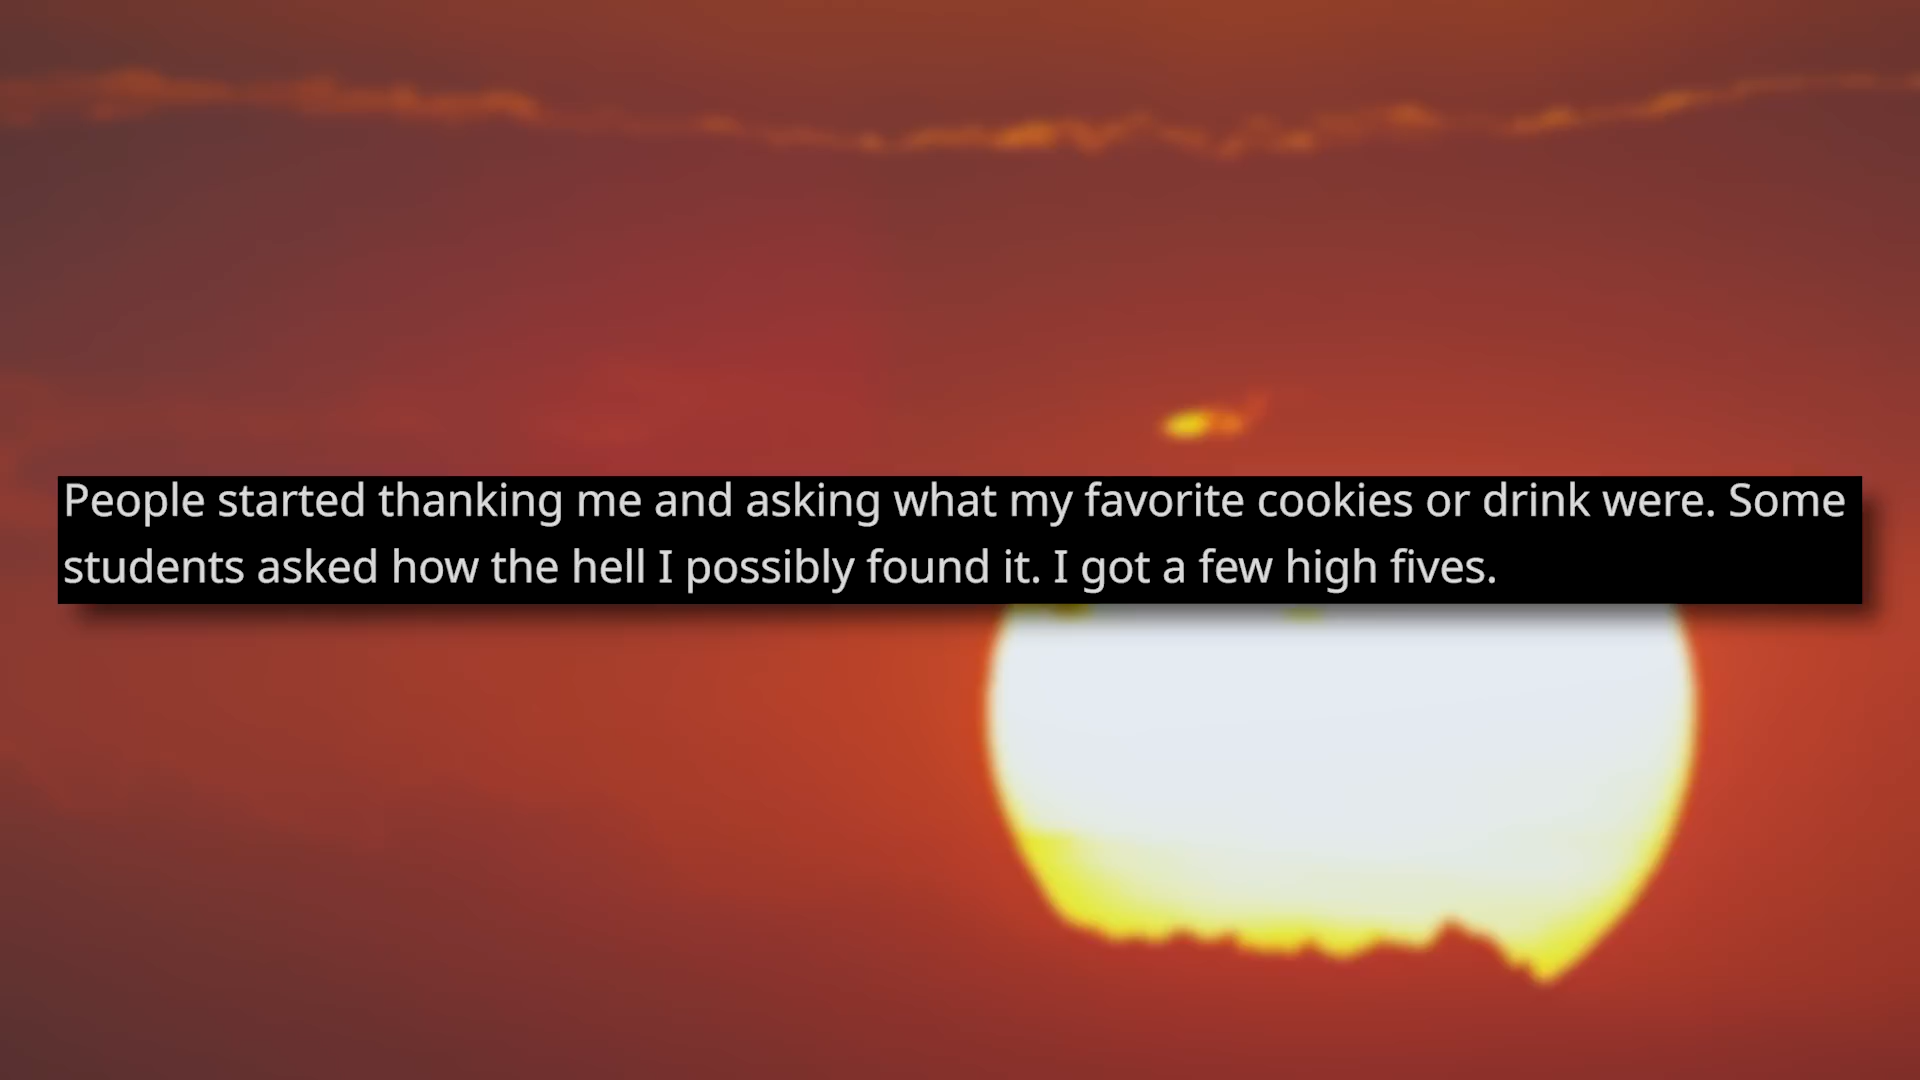 People started thanking me and asking what my favorite cookies or drink were. Some
students asked how the hell I possibly found it. I got a few high fives.